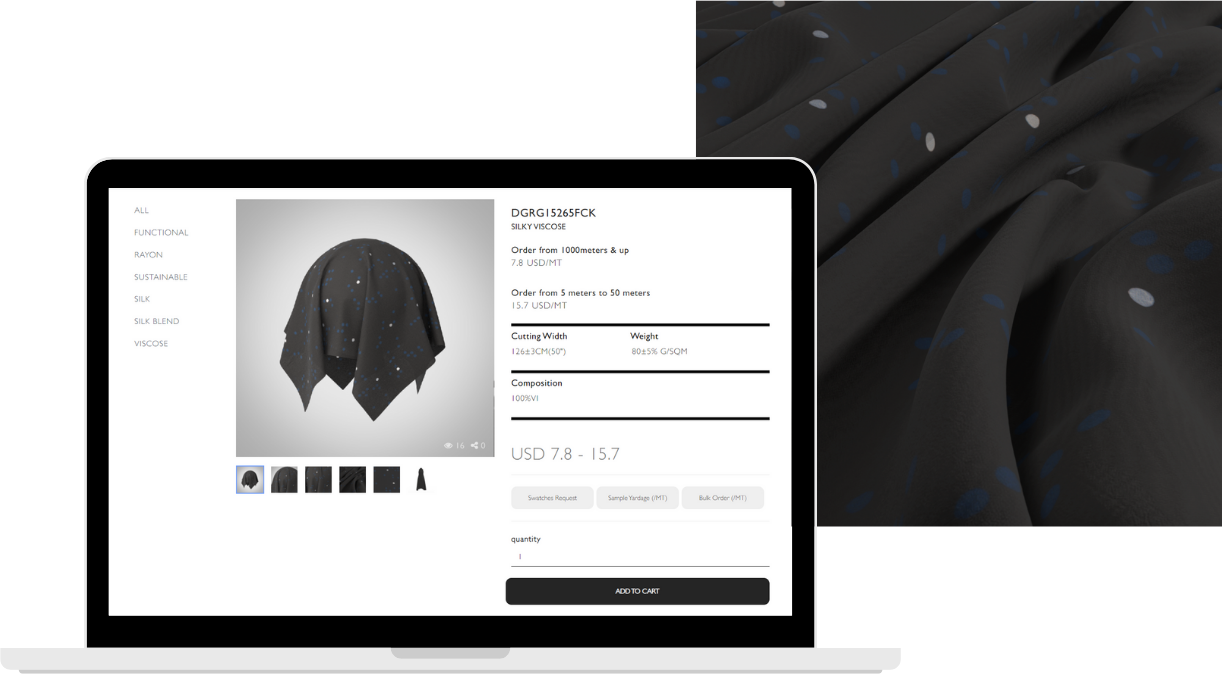 ALL
FUNCTIONAL
RAYON
SUSTAINABLE
SILK
SILK BLEND
VISCOSE
16 0
DGRG15265FCK
SILKY VISCOSE
Order from 1000meters & up
7.8 USD/MT
Order from 5 meters to 50 meters
15.7 USD/MT
Cutting Width Weight
126±3CM(50") 80±5% G/SQM
Composition
100%VI
USD 7.8 - 15.7
Swatches Request Sample Yardage (/MT) Bulk Order (/MT)
quantity
1
ADD TO CART